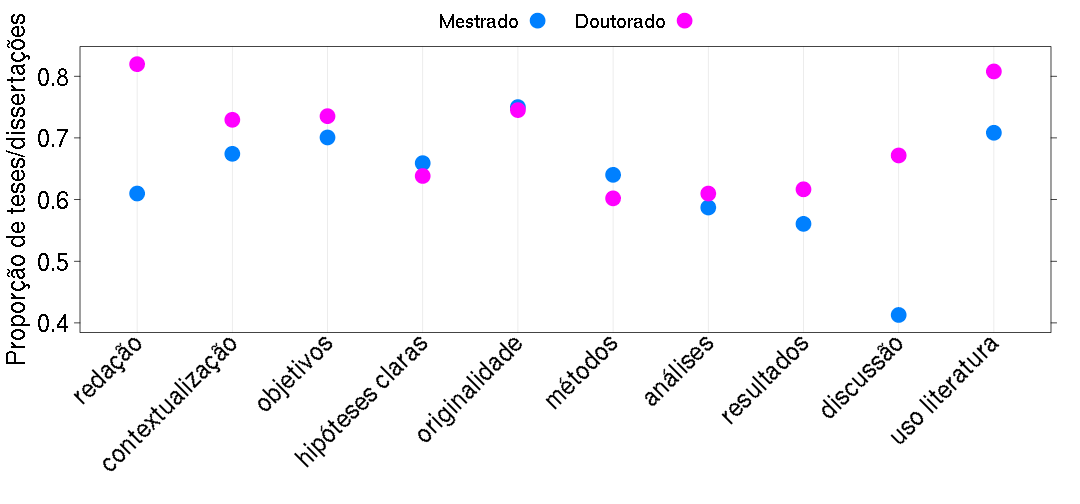 Mestrado Doutorado
Proporção de teses/dissertações
0.8
0.7
0.6
0.5
0.4
redação
contextualização
objetivos
hipóteses claras
originalidade
métodos
análises
resultados
discussão
uso literatura